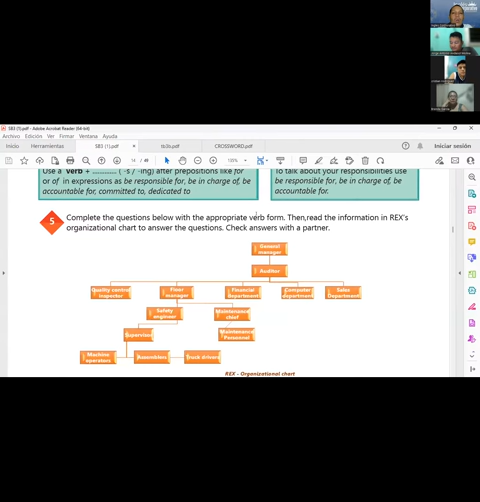 SB3 (1).pdf - Adobe Acrobat Reader (64-bit)
Archivo Edición Ver Firmar Ventana Ayuda
Inicio Herramientas SB3 (1).pdf CROSSWORD.pdf Iniciar sesión
14 / 49
Use a verb + ............ ( -s / -ing) after prepositions like for
or of in expressions as be responsible for, be in charge of, be
accountable for, committed to, dedicated to
To talk about your responsibilities use
be responsible for, be in charge of, be
accountable for.
5
Complete the questions below with the appropriate verb form. Then,read the information in REX's
organizational chart to answer the questions. Check answers with a partner.
General
manager
Auditor
Quality control
inspector
Floor
manager
Financial
department
Computer
department
Sales
Department
Safety
engineer
Maintenance
chief
Supervisor
Maintenance
Personnel
Machine
operators
Assemblers
Truck drivers
REX - Organizational chart